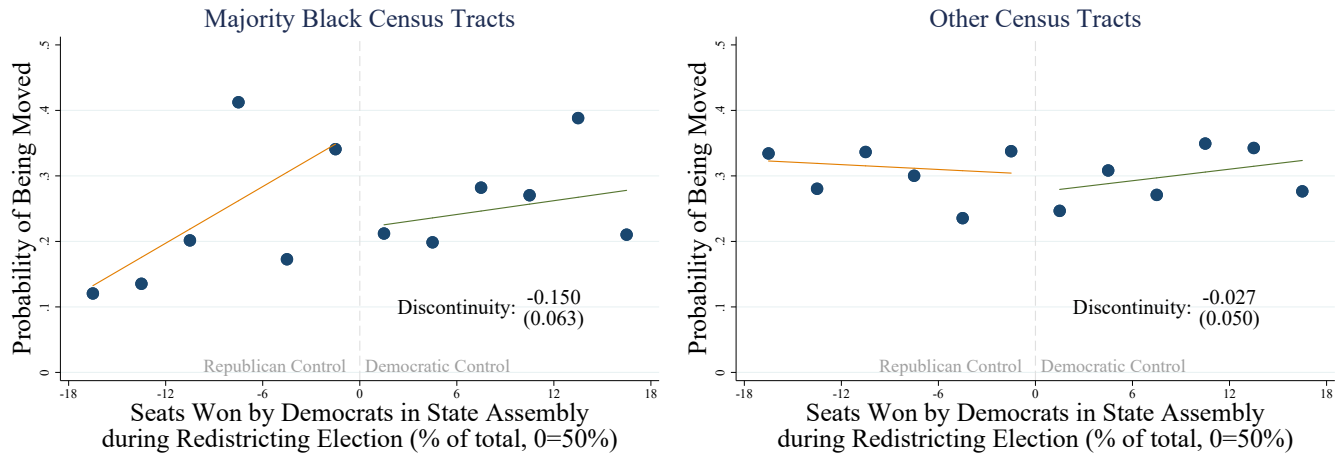 Majority Black Census Tracts
Probability of Being Moved
.5
.4
.3
.2
.1
0
Discontinuity: -0.150
(0.063)
Republican Control Democratic Control
-18 -12 -6 0 6 12 18
Seats Won by Democrats in State Assembly
during Redistricting Election (% of total, 0=50%)
Other Census Tracts
Probability of Being Moved
.5
.4
.3
.2
.1
0
Discontinuity: -0.027
(0.050)
Republican Control Democratic Control
-18 -12 -6 0 6 12 18
Seats Won by Democrats in State Assembly
during Redistricting Election (% of total, 0=50%)